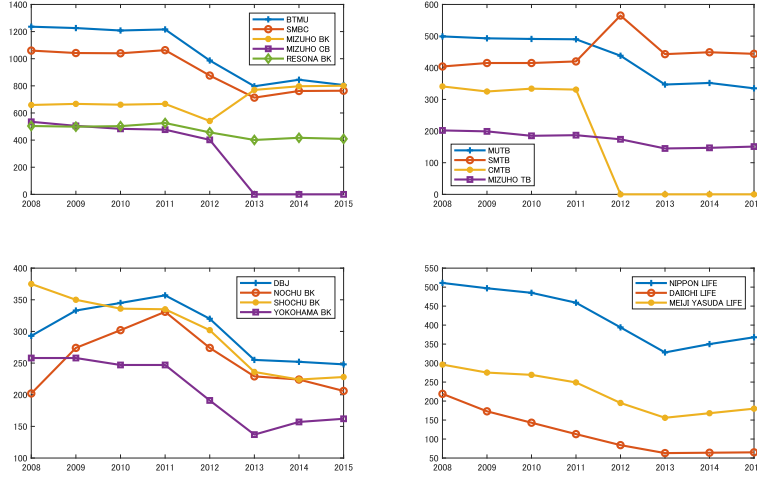 1400
1200
1000
800
600
400
200
0
2008 2009 2010 2011 2012 2013 2014 2015
BTMU
SMBC
MIZUHO BK
MIZUHO CB
RESONA BK
600
500
400
300
200
100
0
2008 2009 2010 2011 2012 2013 2014 201
MUTB
SMTB
CMTB
MIZUHO TB
400
350
300
250
200
150
100
2008 2009 2010 2011 2012 2013 2014 2015
DBJ
NOCHU BK
SHOCHU BK
YOKOHAMA BK
550
500
450
400
350
300
250
200
150
100
50
2008 2009 2010 2011 2012 2013 2014 201
NIPPON LIFE
DAIICHI LIFE
MEIJI YASUDA LIFE